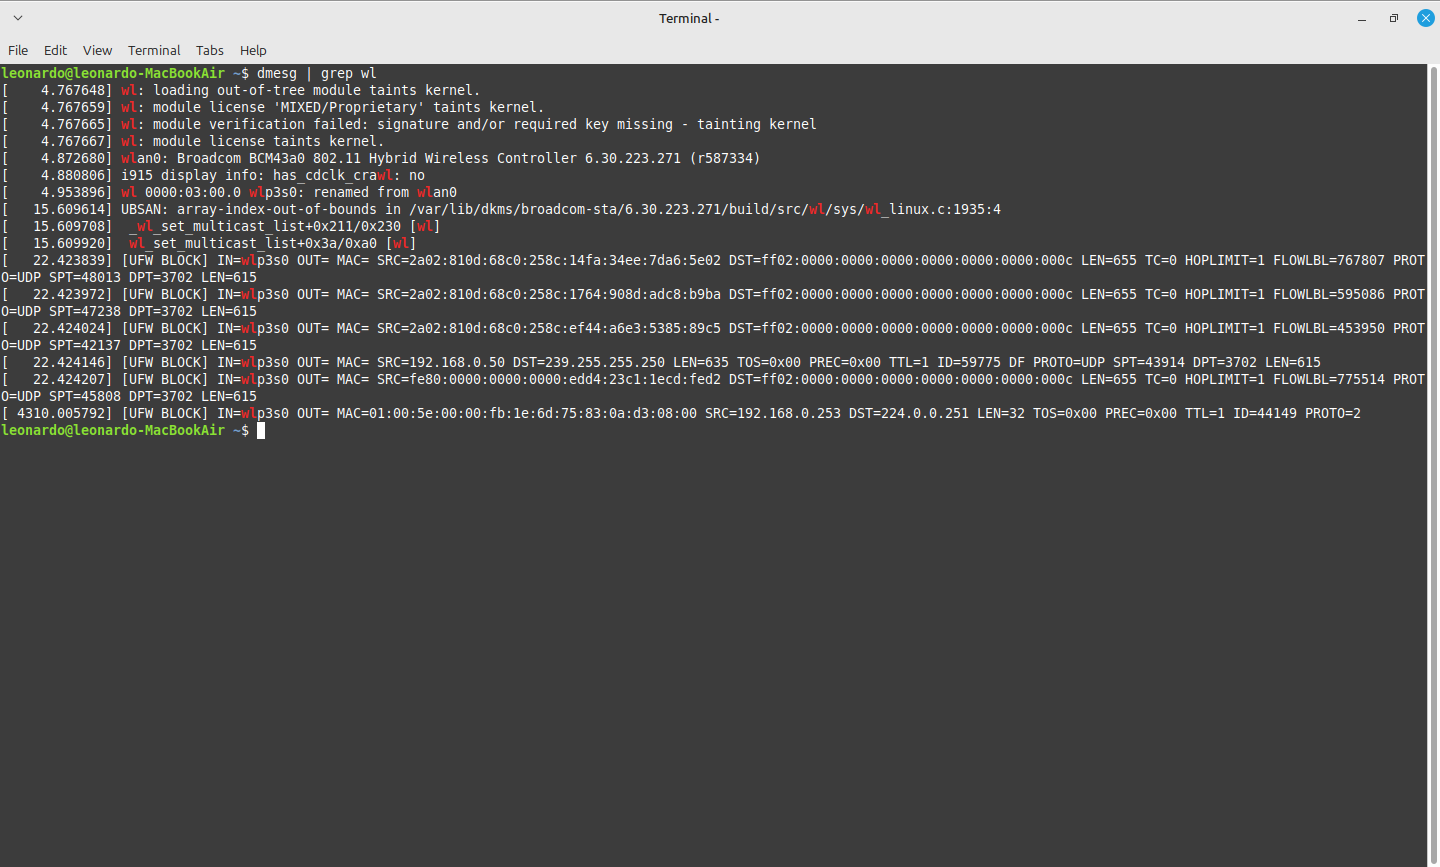 Terminal -
File Edit View Terminal Tabs Help
leonardo@leonardo-MacBookAir ~$ dmesg | grep wl
[    4.767648] wl: loading out-of-tree module taints kernel.
[    4.767659] wl: module license 'MIXED/Proprietary' taints kernel.
[    4.767665] wl: module verification failed: signature and/or required key missing - tainting kernel
[    4.767667] wl: module license taints kernel.
[    4.872680] wlan0: Broadcom BCM43a0 802.11 Hybrid Wireless Controller 6.30.223.271 (r587334)
[    4.880806] i915 display info: has_cdclk_crawl: no
[    4.953896] wl 0000:03:00.0 wlp3s0: renamed from wlan0
[   15.609614] UBSAN: array-index-out-of-bounds in /var/lib/dkms/broadcom-sta/6.30.223.271/build/src/wl/sys/wl_linux.c:1935:4
[   15.609708]  _wl_set_multicast_list+0x211/0x230 [wl]
[   15.609920]  wl_set_multicast_list+0x3a/0xa0 [wl]
[   22.423839] [UFW BLOCK] IN=wlp3s0 OUT= MAC= SRC=2a02:810d:68c0:258c:14fa:34ee:7da6:5e02 DST=ff02:0000:0000:0000:0000:0000:0000:000c LEN=655 TC=0 HOPLIMIT=1 FLOWLBL=767807 PROT
O=UDP SPT=48013 DPT=3702 LEN=615
[   22.423972] [UFW BLOCK] IN=wlp3s0 OUT= MAC= SRC=2a02:810d:68c0:258c:1764:908d:adc8:b9ba DST=ff02:0000:0000:0000:0000:0000:0000:000c LEN=655 TC=0 HOPLIMIT=1 FLOWLBL=595086 PROT
O=UDP SPT=47238 DPT=3702 LEN=615
[   22.424024] [UFW BLOCK] IN=wlp3s0 OUT= MAC= SRC=2a02:810d:68c0:258c:ef44:a6e3:5385:89c5 DST=ff02:0000:0000:0000:0000:0000:0000:000c LEN=655 TC=0 HOPLIMIT=1 FLOWLBL=453950 PROT
O=UDP SPT=42137 DPT=3702 LEN=615
[   22.424146] [UFW BLOCK] IN=wlp3s0 OUT= MAC= SRC=192.168.0.50 DST=239.255.255.250 LEN=635 TOS=0x00 PREC=0x00 TTL=1 ID=59775 DF PROTO=UDP SPT=43914 DPT=3702 LEN=615
[   22.424207] [UFW BLOCK] IN=wlp3s0 OUT= MAC= SRC=fe80:0000:0000:0000:edd4:23c1:1ecd:fed2 DST=ff02:0000:0000:0000:0000:0000:0000:000c LEN=655 TC=0 HOPLIMIT=1 FLOWLBL=775514 PROT
O=UDP SPT=45808 DPT=3702 LEN=615
[ 4310.005792] [UFW BLOCK] IN=wlp3s0 OUT= MAC=01:00:5e:00:00:fb:1e:6d:75:83:0a:d3:08:00 SRC=192.168.0.253 DST=224.0.0.251 LEN=32 TOS=0x00 PREC=0x00 TTL=1 ID=44149 PROTO=2
leonardo@leonardo-MacBookAir ~$